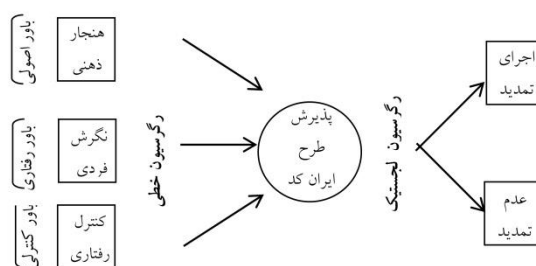 باور اصولی
هنجار
ذهنی
باور رفتاری
نگرش
فردی
باور کنترلی
کنترل
رفتاری
رگرسیون خطی
پذیرش
طرح
ایران کد
رگرسیون لجستیک
اجرای
تمدید
عدم
تمدید